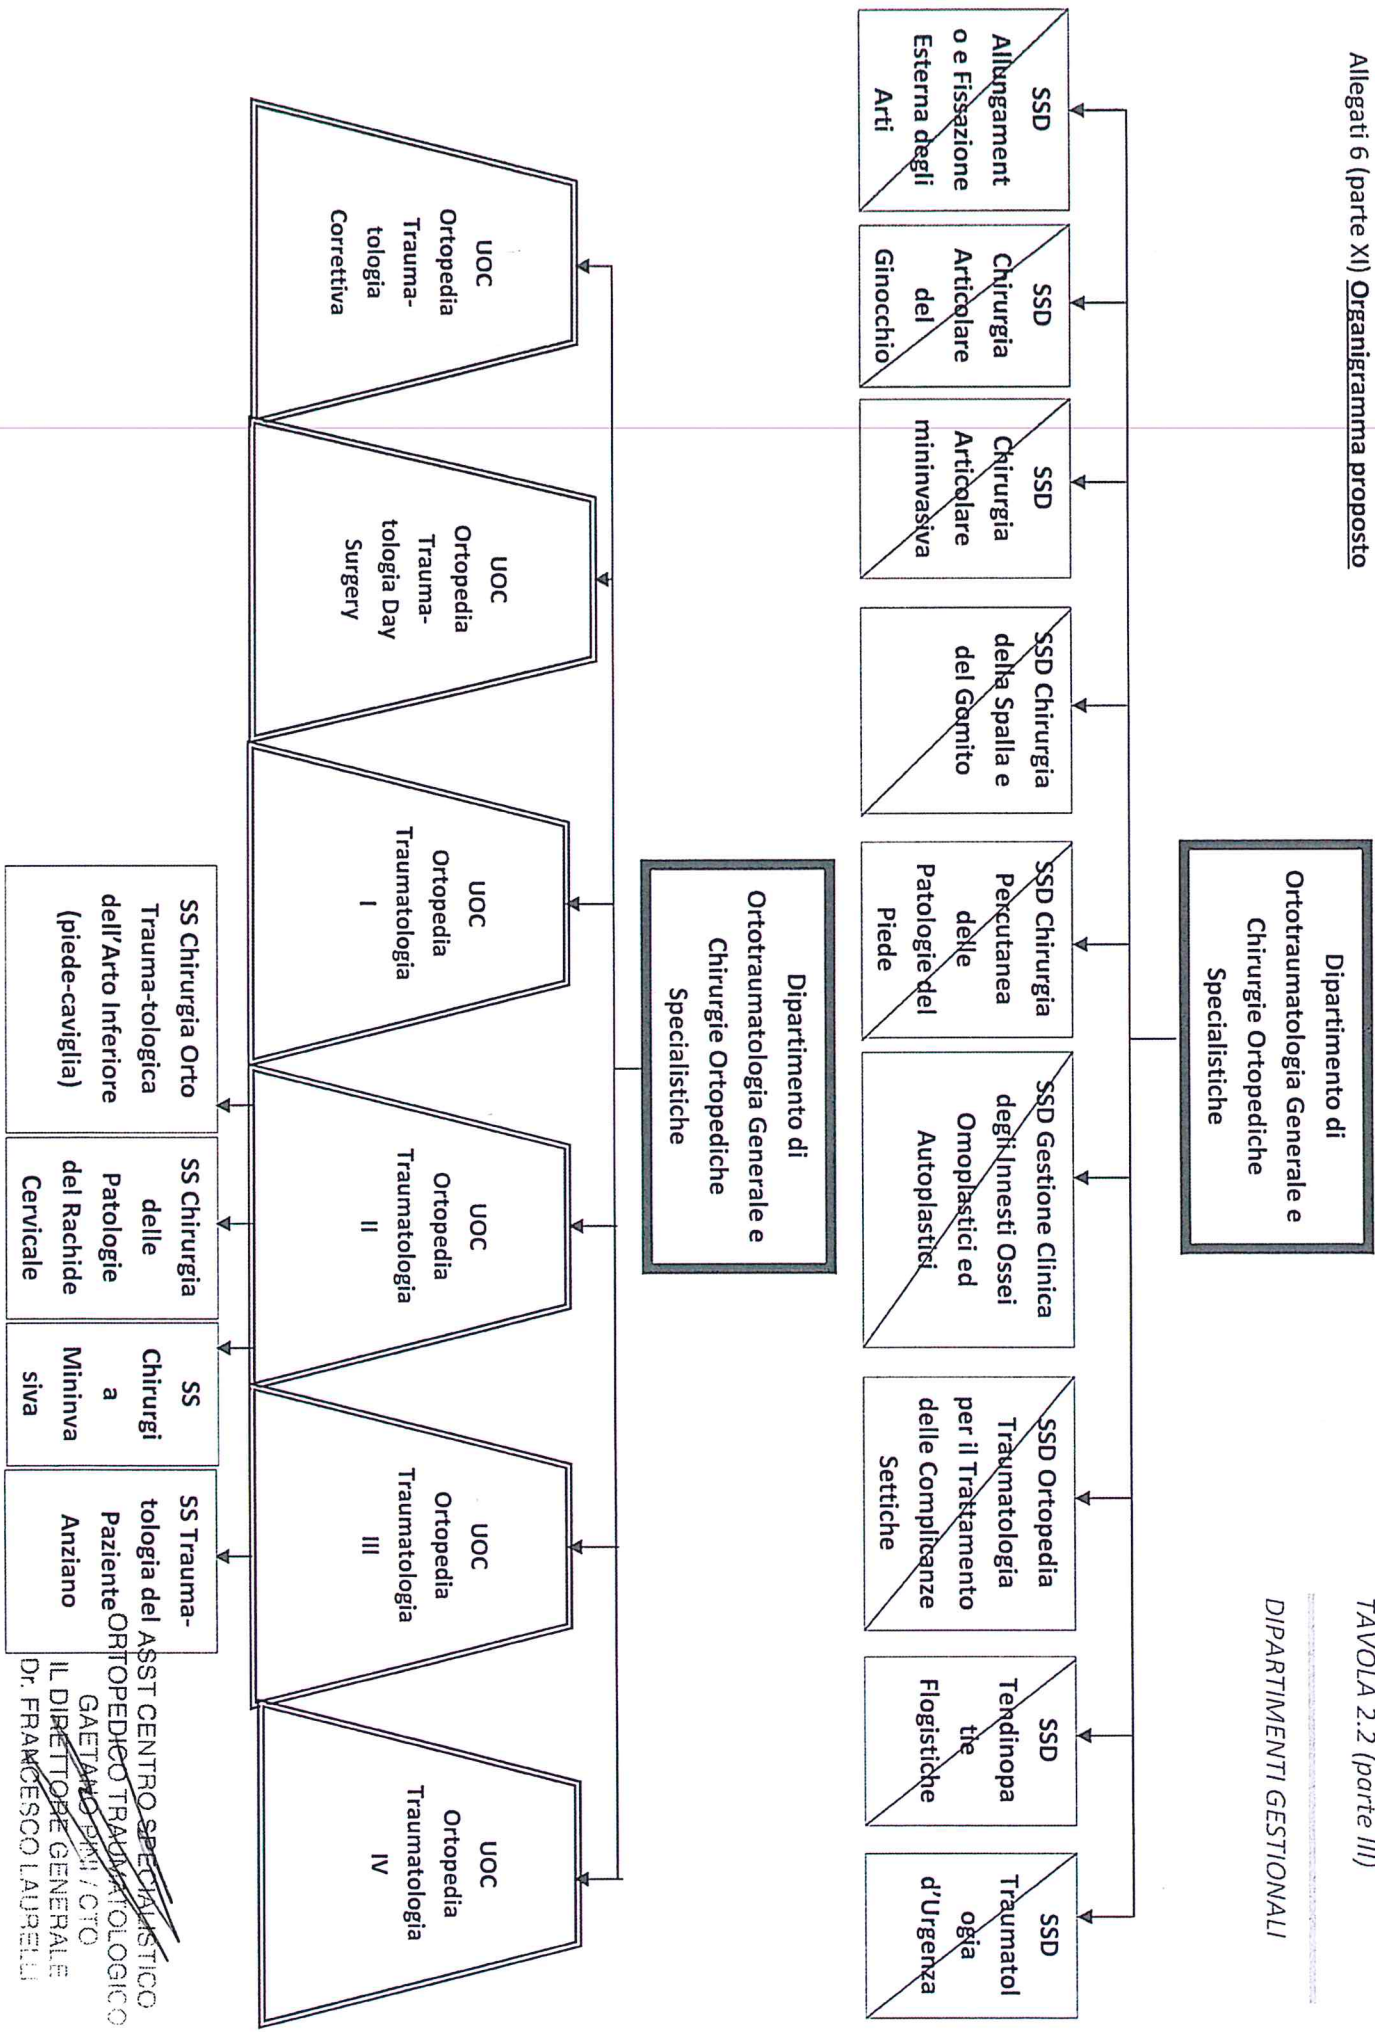 Allegati 6 (parte XI) Organigramma proposto
TAVOLA 2.2 (parte III)
DIPARTIMENTI GESTIONALI
Dipartimento di
Ortotraumatologia Generale e
Chirurgie Ortopediche
Specialistiche
SSD
Allungament
o e Fissazione
Esterna degli
Arti
SSD
Chirurgia
Articolare
del
Ginocchio
SSD
Chirurgia
Articolare
mininvasiva
SSD Chirurgia
della Spalla e
del Gomito
SSD Chirurgia
Percutanea
delle
Patologie del
Piede
SSD Gestione Clinica
degli Innesti Ossei
Omoplastici ed
Autoplastici
SSD Ortopedia
Traumatologia
per il Trattamento
delle Complicanze
Settiche
SSD
Tendinopa
tie
Flogistiche
SSD
Traumatol
ogia
d'Urgenza
Dipartimento di
Ortotraumatologia Generale e
Chirurgie Ortopediche
Specialistiche
UOC
Ortopedia
Trauma-
tologia
Correttiva
UOC
Ortopedia
Trauma-
tologia Day
Surgery
UOC
Ortopedia
Traumatologia
I
UOC
Ortopedia
Traumatologia
II
UOC
Ortopedia
Traumatologia
III
UOC
Ortopedia
Traumatologia
IV
SS Chirurgia Orto
Trauma-tologica
dell'Arto Inferiore
(piede-caviglia)
SS Chirurgia
delle
Patologie
del Rachide
Cervicale
SS
Chirurgi
a
Mininva
siva
SS Trauma-
tologia del
Paziente
Anziano
ASST CENTRO SPECIALISTICO
ORTOPEDICO TRAUMATOLOGICO
GAETANO PINI / CTO
IL DIRETTORE GENERALE
Dr. FRANCESCO LAURELLI